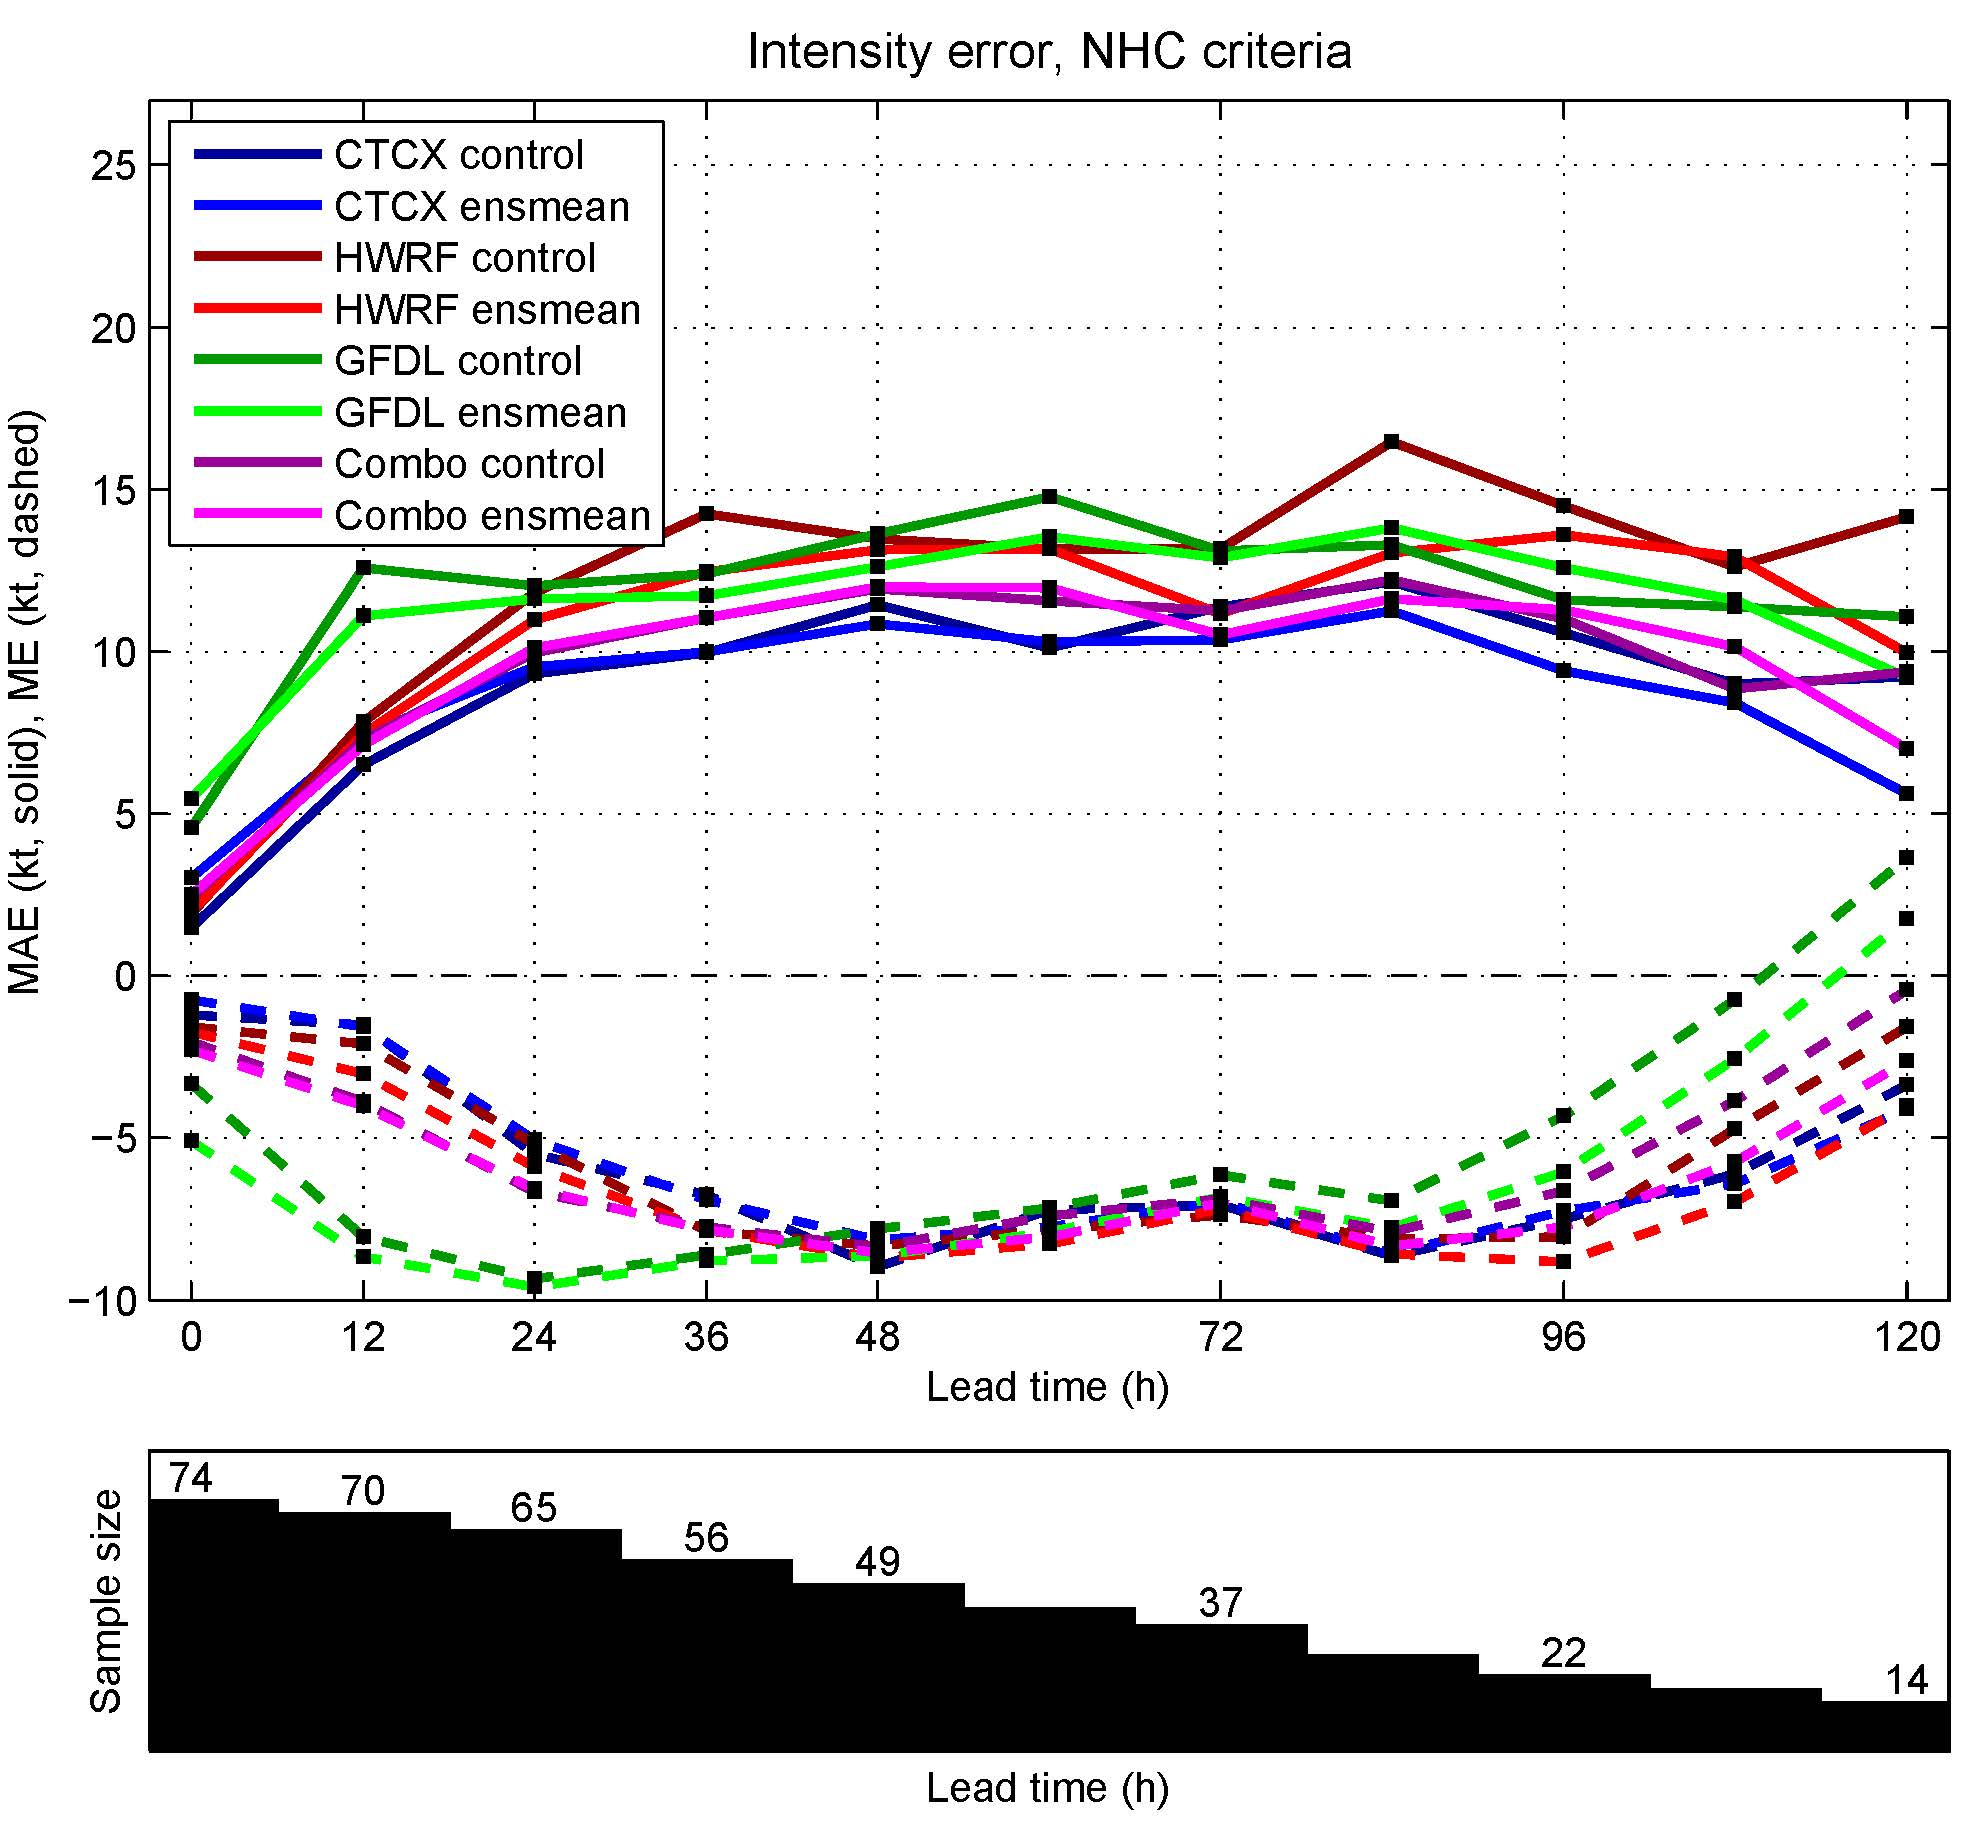 Intensity error, NHC criteria
CTCX control
CTCX ensmean
HWRF control
HWRF ensmean
GFDL control
GFDL ensmean
Combo control
Combo ensmean
MAE (kt, solid), ME (kt, dashed)
25
20
15
10
5
0
−5
−10
0 12 24 36 48 72 96 120
Lead time (h)
Sample size
74 70 65 56 49 37 22 14
Lead time (h)